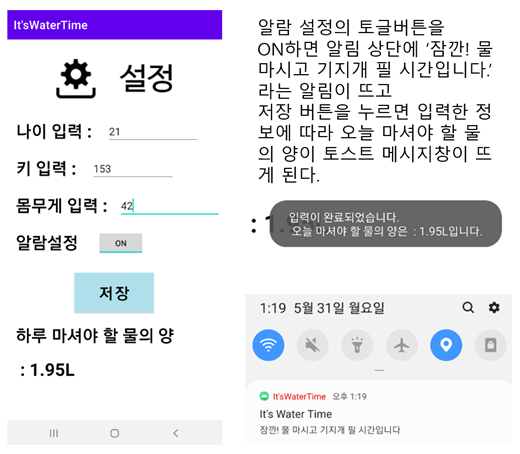 It'sWaterTime
설정
나이 입력 : 21
키 입력 : 153
몸무게 입력 : 42
알람설정 ON
저장
하루 마셔야 할 물의 양
: 1.95L
알람 설정의 토글버튼을
ON하면 알림 상단에 ‘잠깐! 물
마시고 기지개 필 시간입니다.’
라는 알림이 뜨고
저장 버튼을 누르면 입력한 정
보에 따라 오늘 마셔야 할 물
의 양이 토스트 메시지창이 뜨
게 된다.
입력이 완료되었습니다.
오늘 마셔야 할 물의 양은 : 1.95L입니다.
1:19 5월 31일 월요일
It'sWaterTime 오후 1:19
It's Water Time
잠깐! 물 마시고 기지개 필 시간입니다